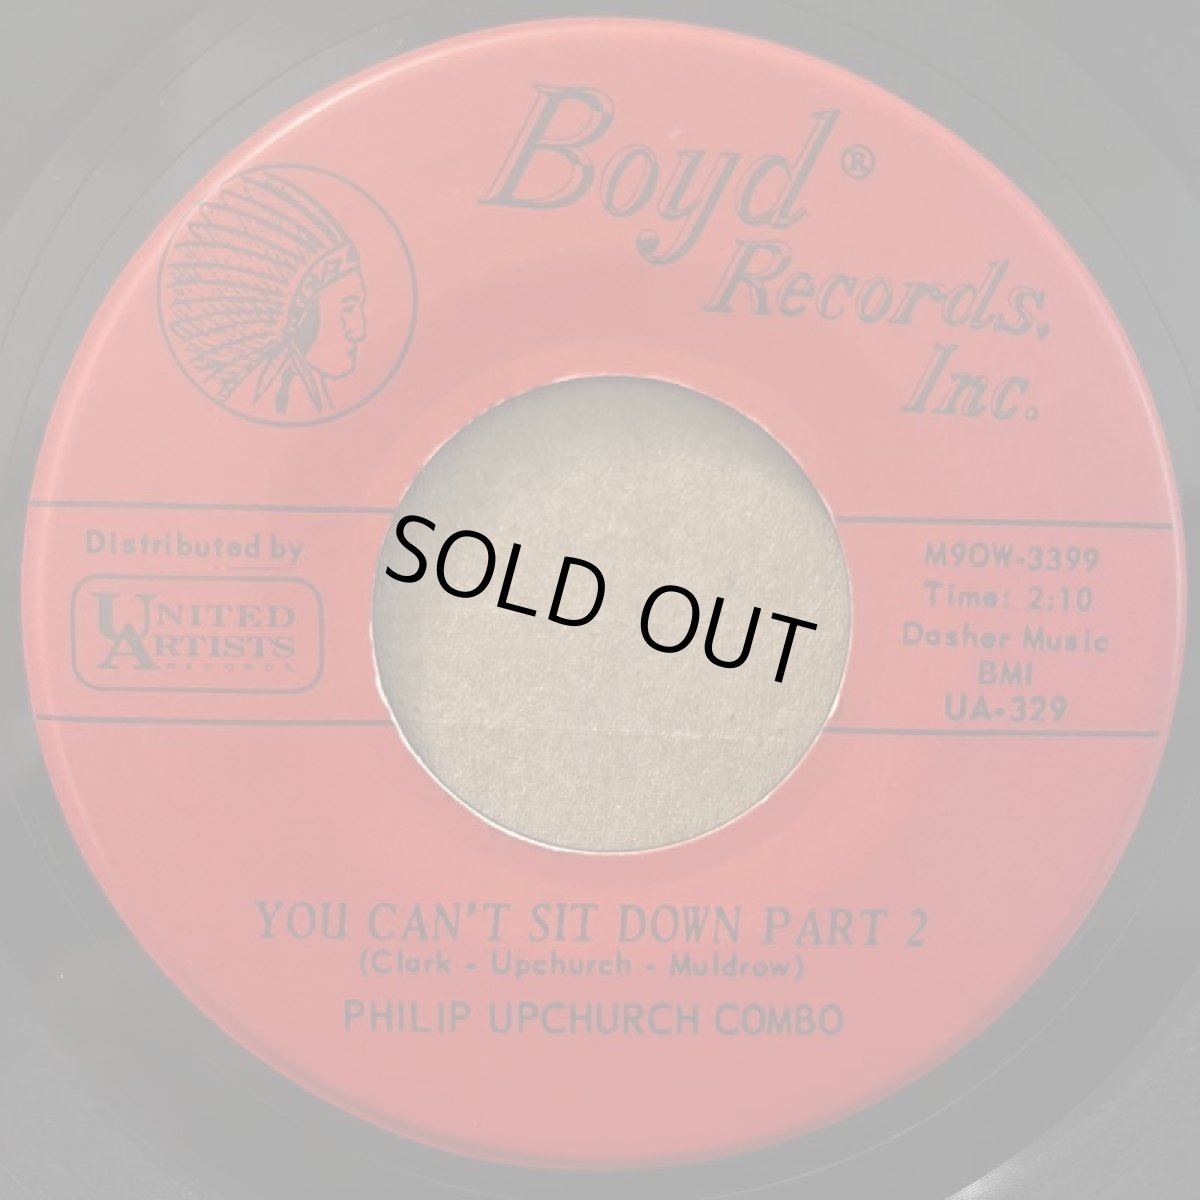 Boyd®
Records,
Inc.
Distributed by
UNITED
ARTISTS
RECORDS
M9OW-3399
Time: 2:10
Dasher Music
BMI
UA-329
SOLD OUT
YOU CAN'T SIT DOWN PART 2
(Clark - Upchurch - Muldrow)
PHILIP UPCHURCH COMBO